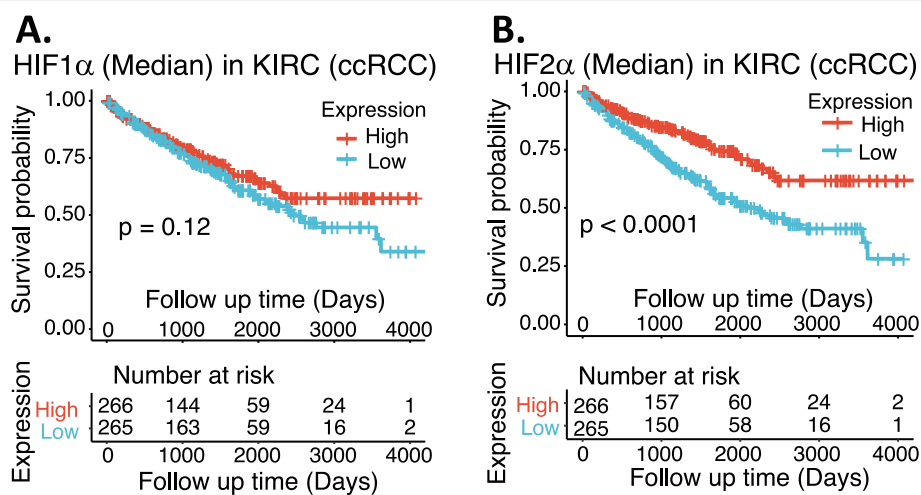 A.
HIF1α (Median) in KIRC (ccRCC)
Survival probability
1.00
0.75
0.50
0.25
0.00
Expression
High
Low
p = 0.12
Follow up time (Days)
0 1000 2000 3000 4000
Number at risk
Expression
High 266 144 59 24 1
Low 265 163 59 16 2
0 1000 2000 3000 4000
Follow up time (Days)
B.
HIF2α (Median) in KIRC (ccRCC)
Survival probability
1.00
0.75
0.50
0.25
0.00
Expression
High
Low
p < 0.0001
Follow up time (Days)
0 1000 2000 3000 4000
Number at risk
Expression
High 266 157 60 24 2
Low 265 150 58 16 1
0 1000 2000 3000 4000
Follow up time (Days)